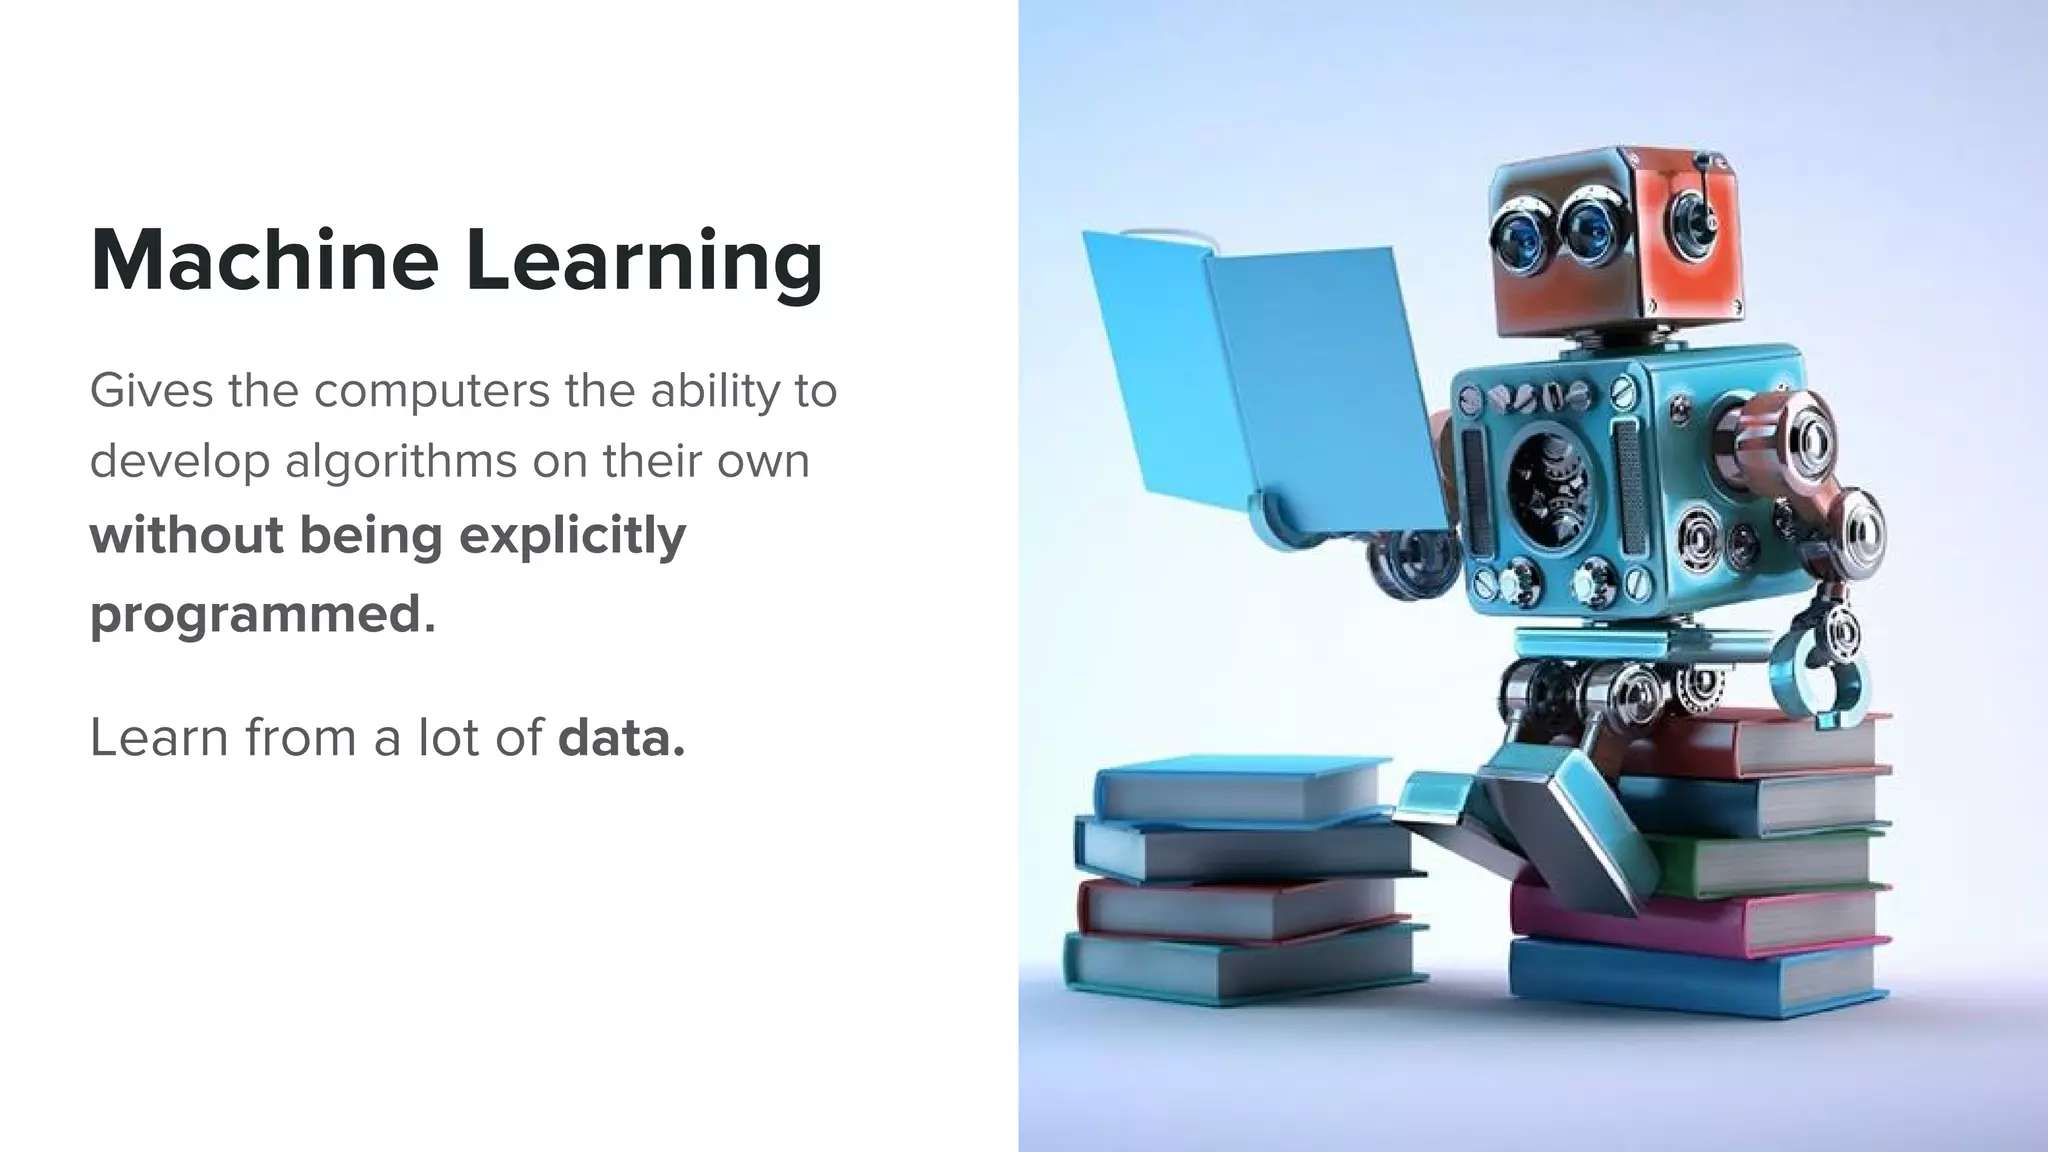 Machine Learning
Gives the computers the ability to
develop algorithms on their own
without being explicitly
programmed.
Learn from a lot of data.